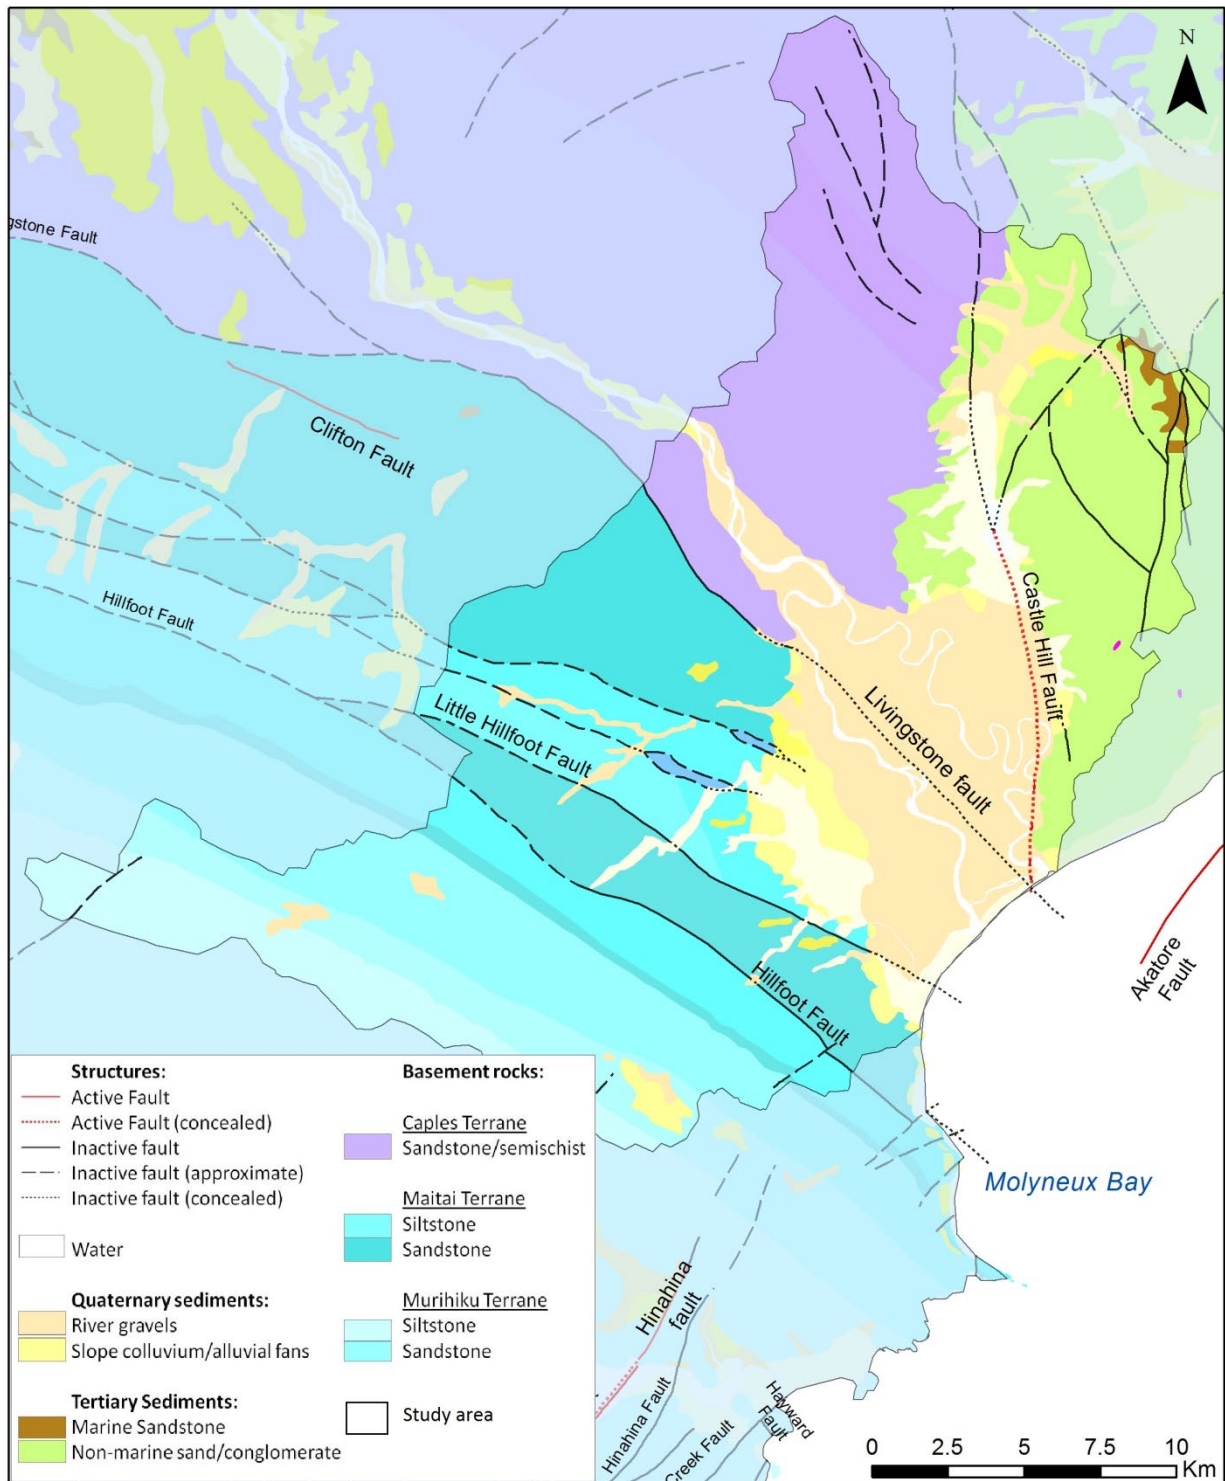 N
gstone Fault
Clifton Fault
Hillfoot Fault
Little Hillfoot Fault
Castle Hill Fault
Livingstone fault
Hillfoot Fault
Akatore
Fault
Molyneux Bay
Hinahina
fault
Hinahina Fault
Creek Fault
Hayward
Fault
Structures:
Active Fault
Active Fault (concealed)
Inactive fault
Inactive fault (approximate)
Inactive fault (concealed)
Water
Quaternary sediments:
River gravels
Slope colluvium/alluvial fans
Tertiary Sediments:
Marine Sandstone
Non-marine sand/conglomerate
Basement rocks:
Caples Terrane
Sandstone/semischist
Maitai Terrane
Siltstone
Sandstone
Murihiku Terrane
Siltstone
Sandstone
Study area
0 2.5 5 7.5 10
Km